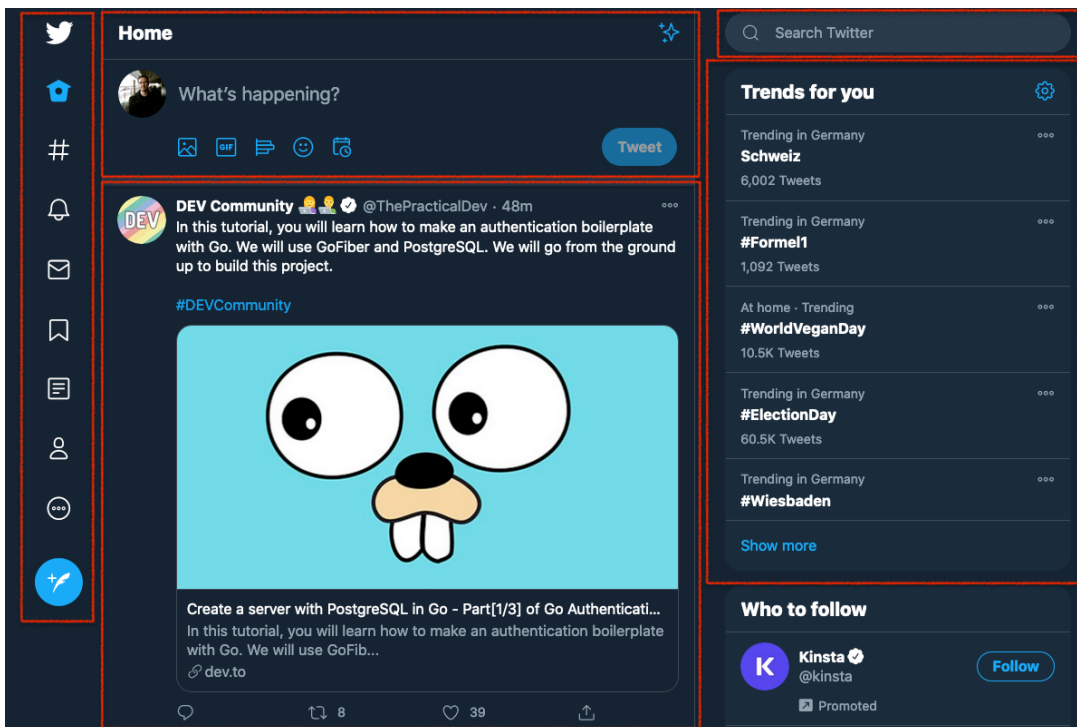 Home
What's happening?
GIF
Tweet
DEV
DEV Community 👩‍💻👨‍💻 @ThePracticalDev · 48m
In this tutorial, you will learn how to make an authentication boilerplate
with Go. We will use GoFiber and PostgreSQL. We will go from the ground
up to build this project.
#DEVCommunity
Create a server with PostgreSQL in Go - Part[1/3] of Go Authenticati...
In this tutorial, you will learn how to make an authentication boilerplate
with Go. We will use GoFib...
dev.to
8
39
Search Twitter
Trends for you
Trending in Germany
Schweiz
6,002 Tweets
Trending in Germany
#Formel1
1,092 Tweets
At home · Trending
#WorldVeganDay
10.5K Tweets
Trending in Germany
#ElectionDay
60.5K Tweets
Trending in Germany
#Wiesbaden
Show more
Who to follow
K
Kinsta
@kinsta
Follow
Promoted